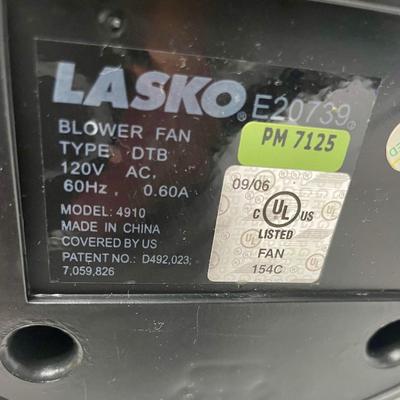 LASKO® E20739
PM 7125
BLOWER FAN
TYPE DTB
120V AC,
60Hz, 0.60A
MODEL: 4910
MADE IN CHINA
COVERED BY US
PATENT NO.: D492,023;
7,059,826
09/06
C UL US
LISTED
FAN
154C